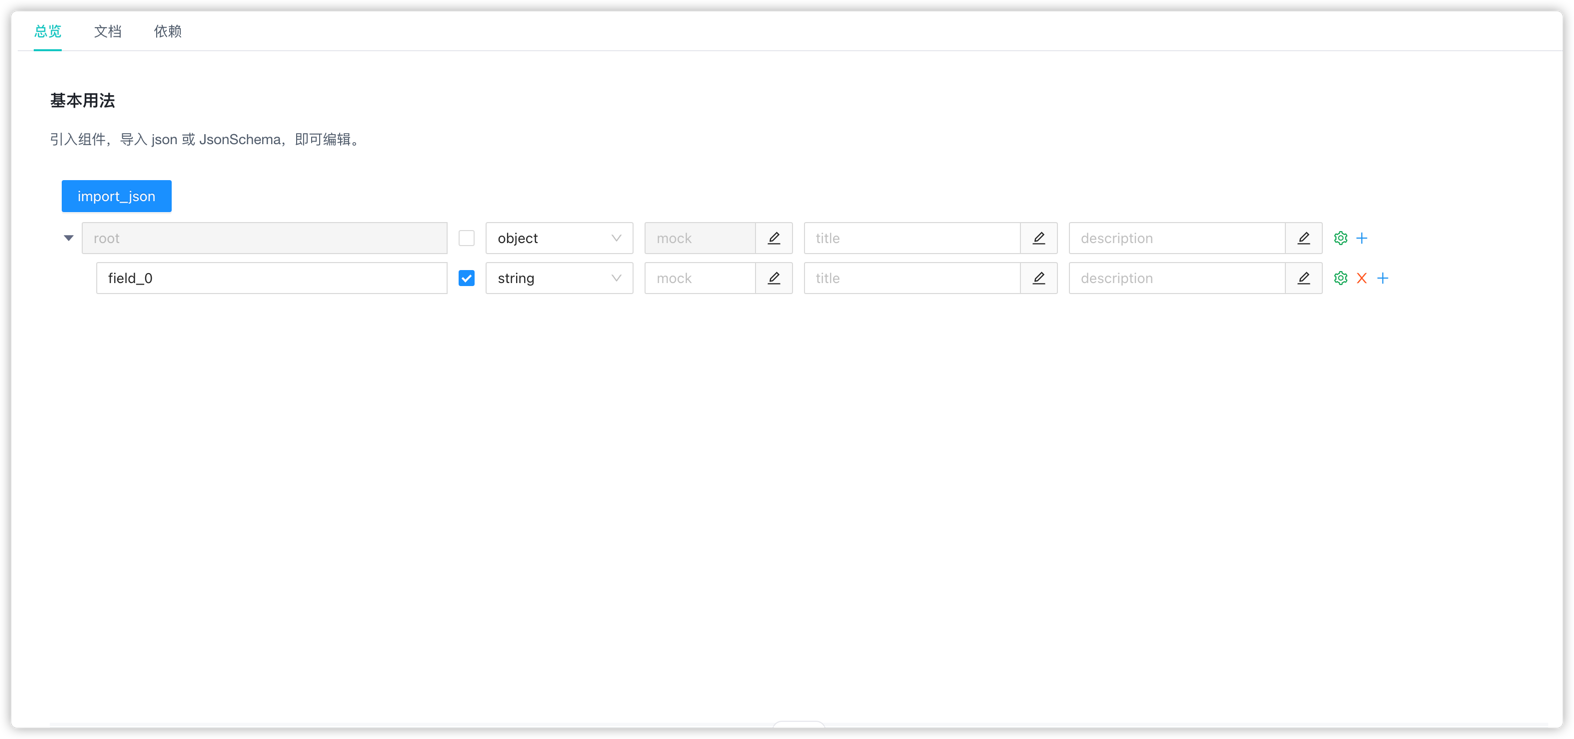 总览 文档 依赖
基本用法
引入组件，导入 json 或 JsonSchema，即可编辑。
import_json
root object mock title description
field_0 string mock title description